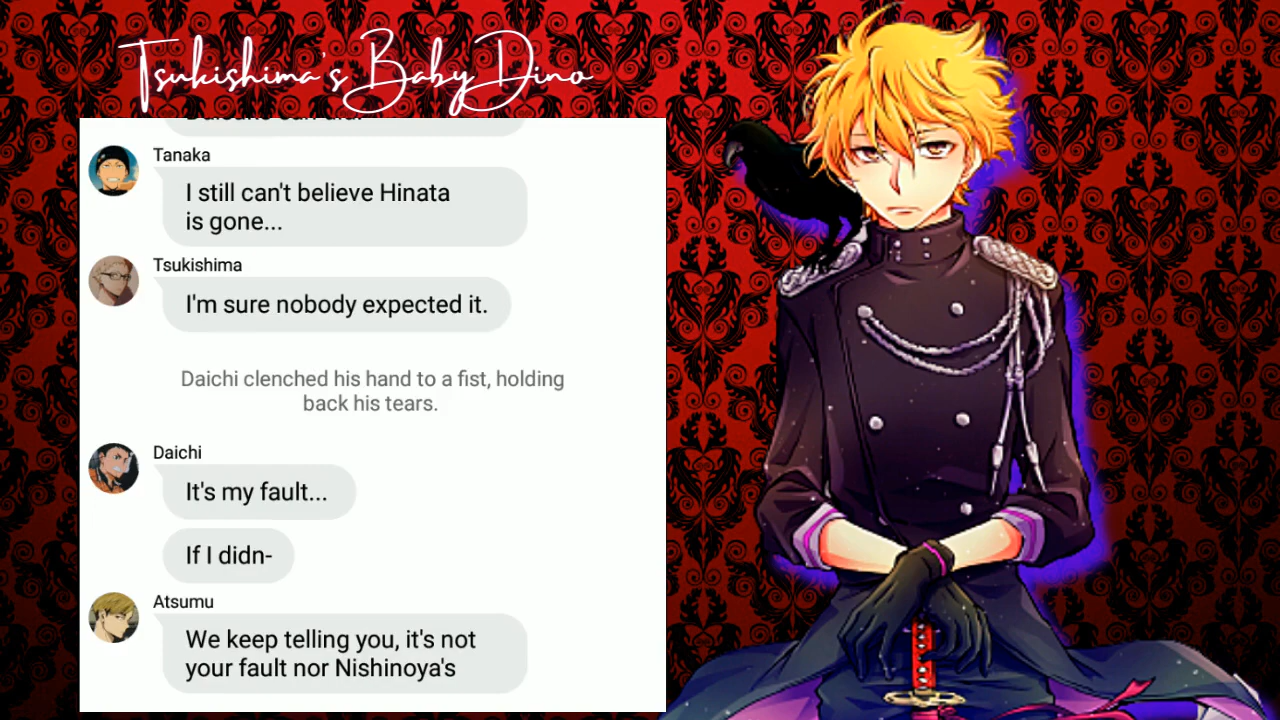 Tsukishima's Baby Dino
Tanaka
I still can't believe Hinata
is gone...
Tsukishima
I'm sure nobody expected it.
Daichi clenched his hand to a fist, holding
back his tears.
Daichi
It's my fault...
If I didn-
Atsumu
We keep telling you, it's not
your fault nor Nishinoya's